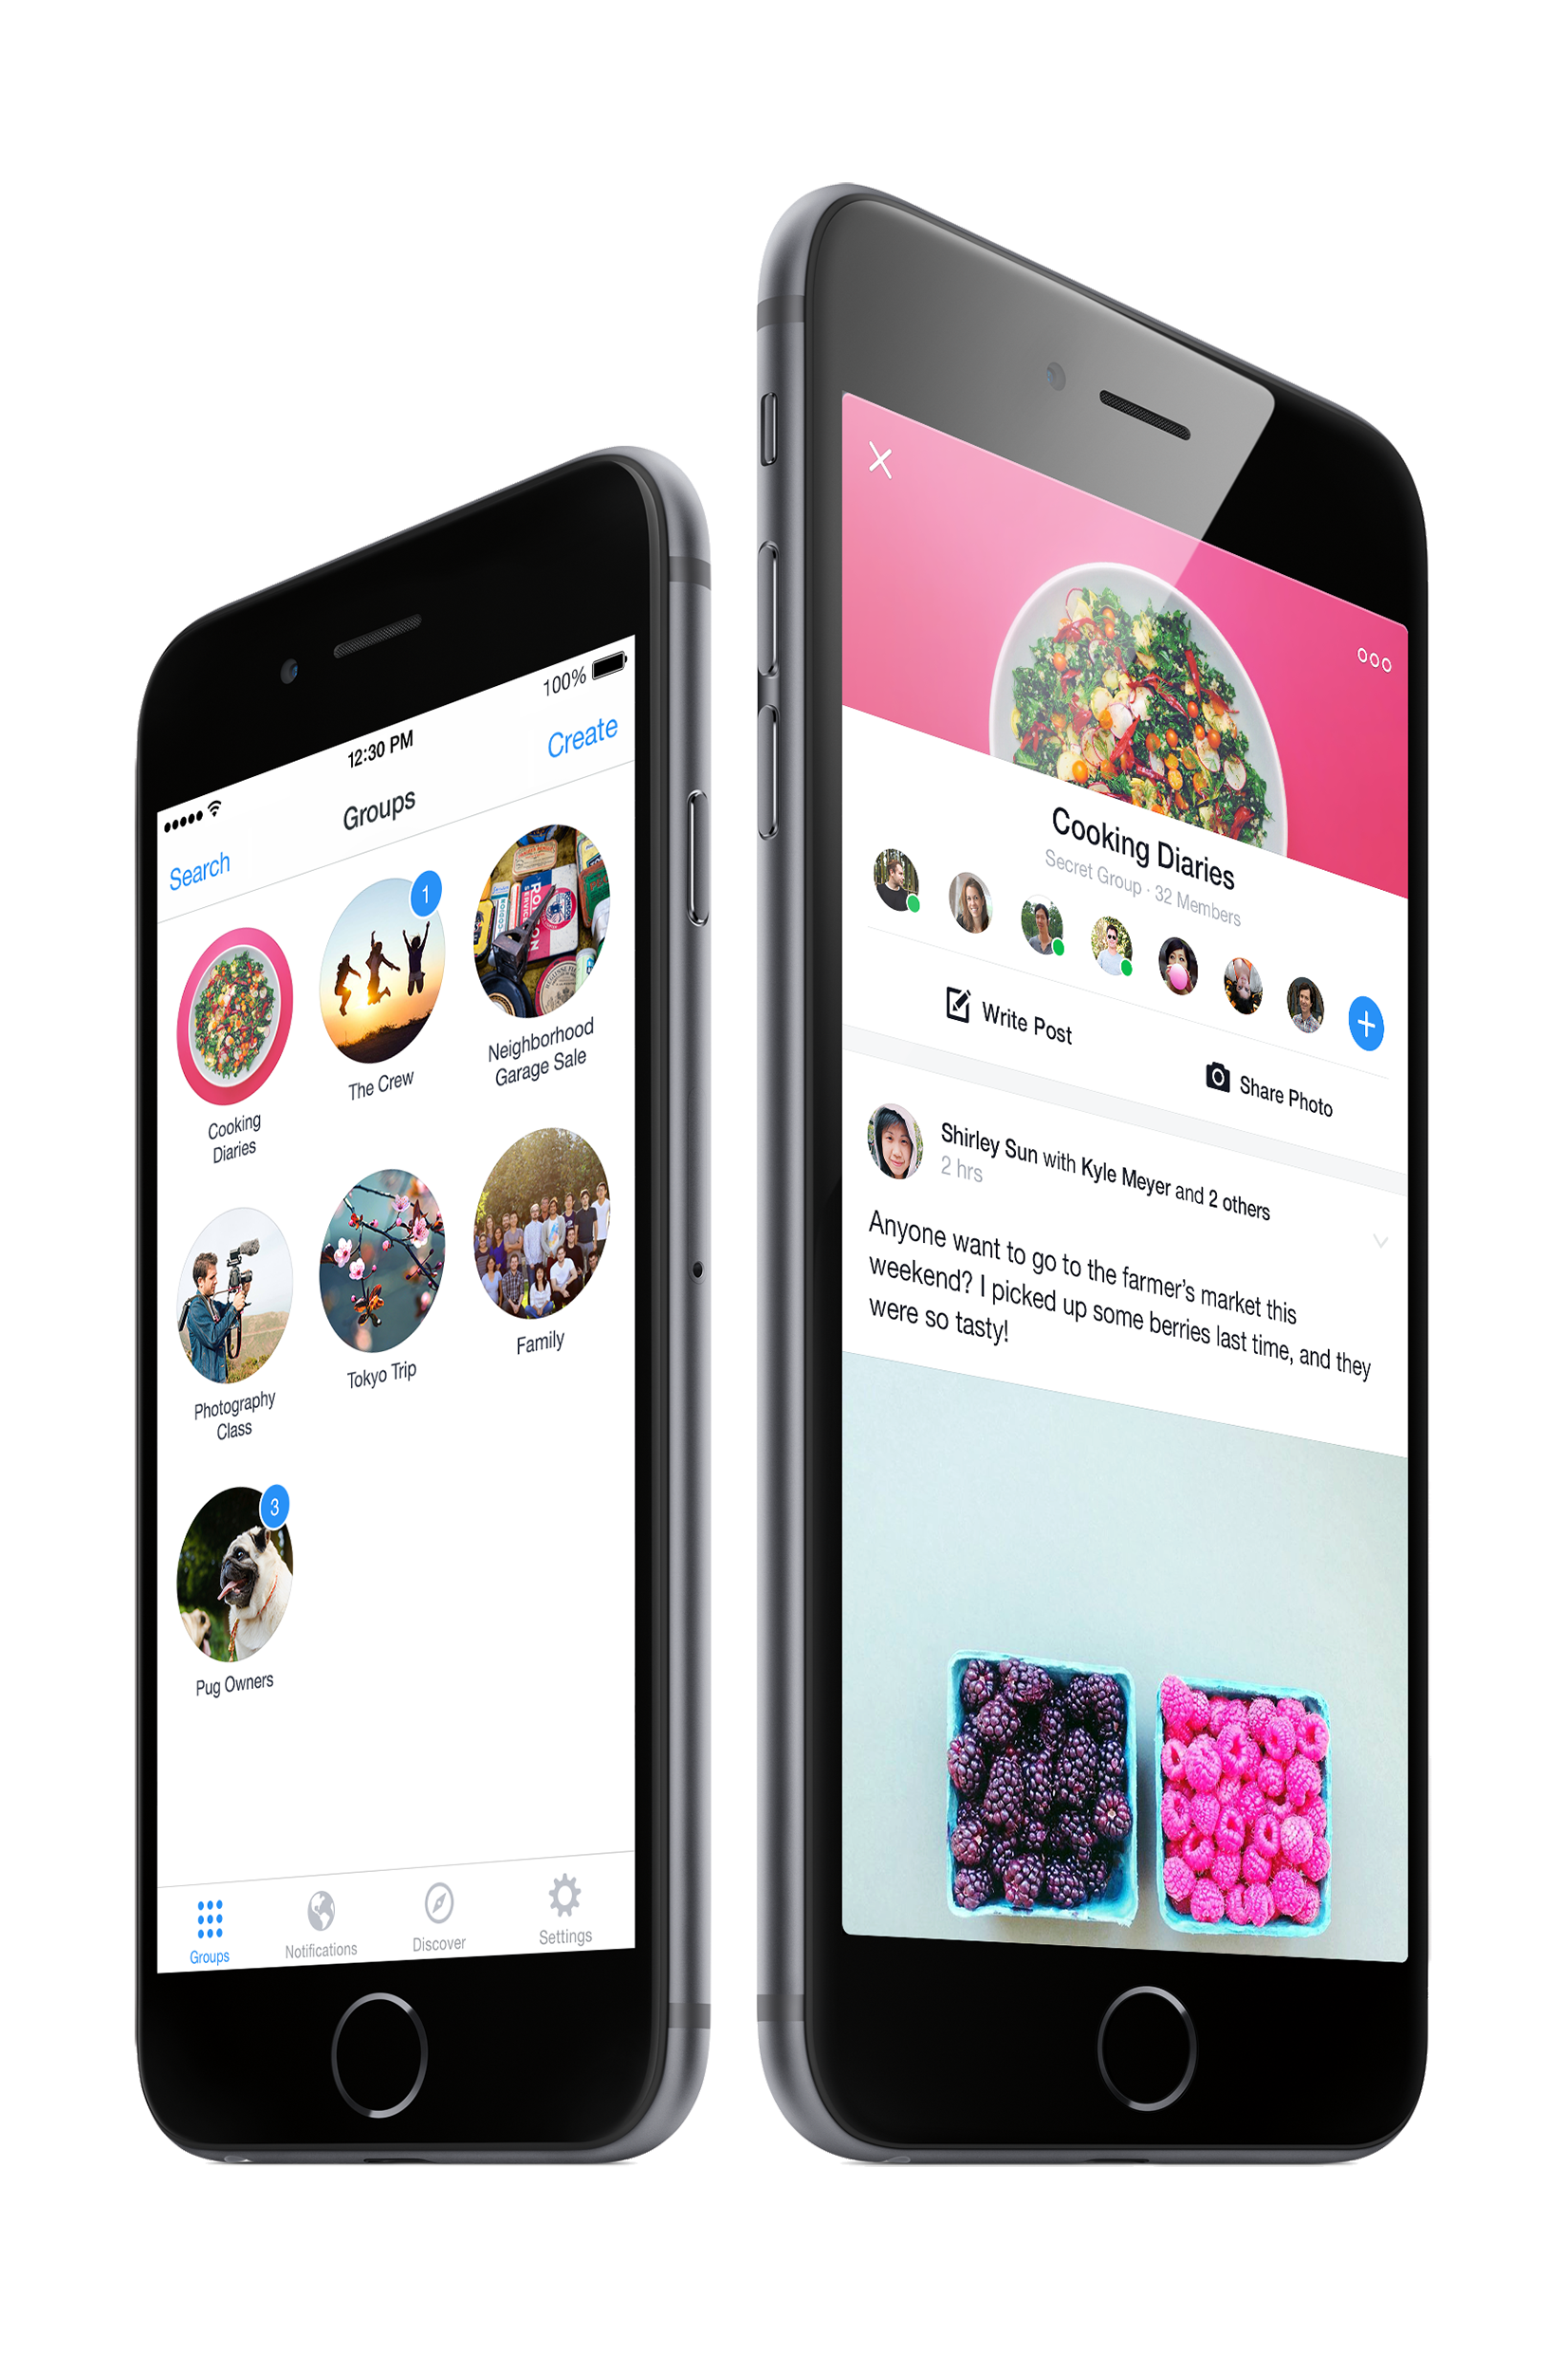 100%
12:30 PM
Create
Groups
Search
1
Neighborhood
Garage Sale
The Crew
Cooking
Diaries
Family
Tokyo Trip
Photography
Class
3
Pug Owners
Groups
Notifications
Discover
Settings
Cooking Diaries
Secret Group · 32 Members
Write Post
Share Photo
Shirley Sun with Kyle Meyer and 2 others
2 hrs
Anyone want to go to the farmer’s market this
weekend? I picked up some berries last time, and they
were so tasty!